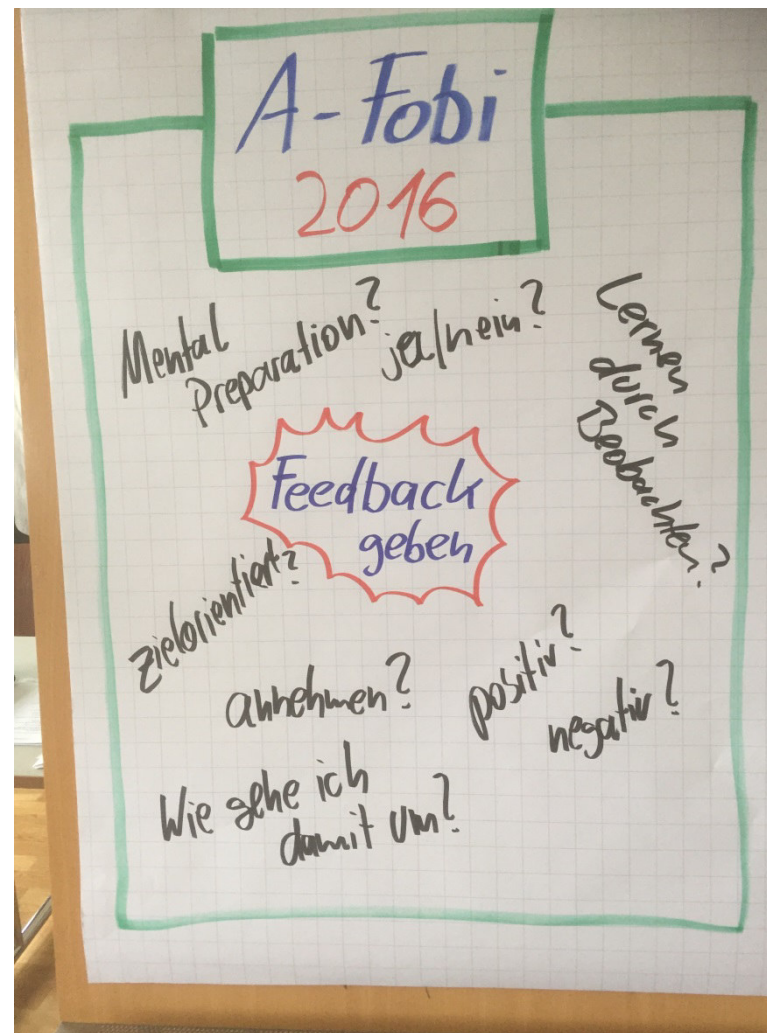 A-Fobi
2016
Mental
Preparation?
ja/nein?
Lernen
durch
Beobachten?
Feedback
geben
zielorientiert?
annehmen?
positiv?
negativ?
Wie gehe ich
damit um?